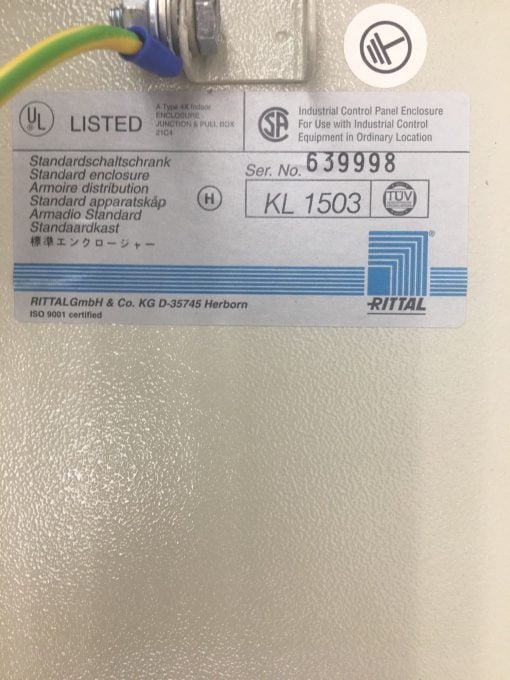 UL
LISTED
A Type 4X Indoor
ENCLOSURE
JUNCTION & PULL BOX
21C4
SA
Industrial Control Panel Enclosure
For Use with Industrial Control
Equipment in Ordinary Location
Standardschaltschrank
Standard enclosure
Armoire distribution
Standard apparatskåp
Armadio Standard
Standaardkast
標準エンクロージャー
H
Ser. No. 639998
KL 1503
TÜV
RITTAL
®
RITTAL GmbH & Co. KG D-35745 Herborn
ISO 9001 certified